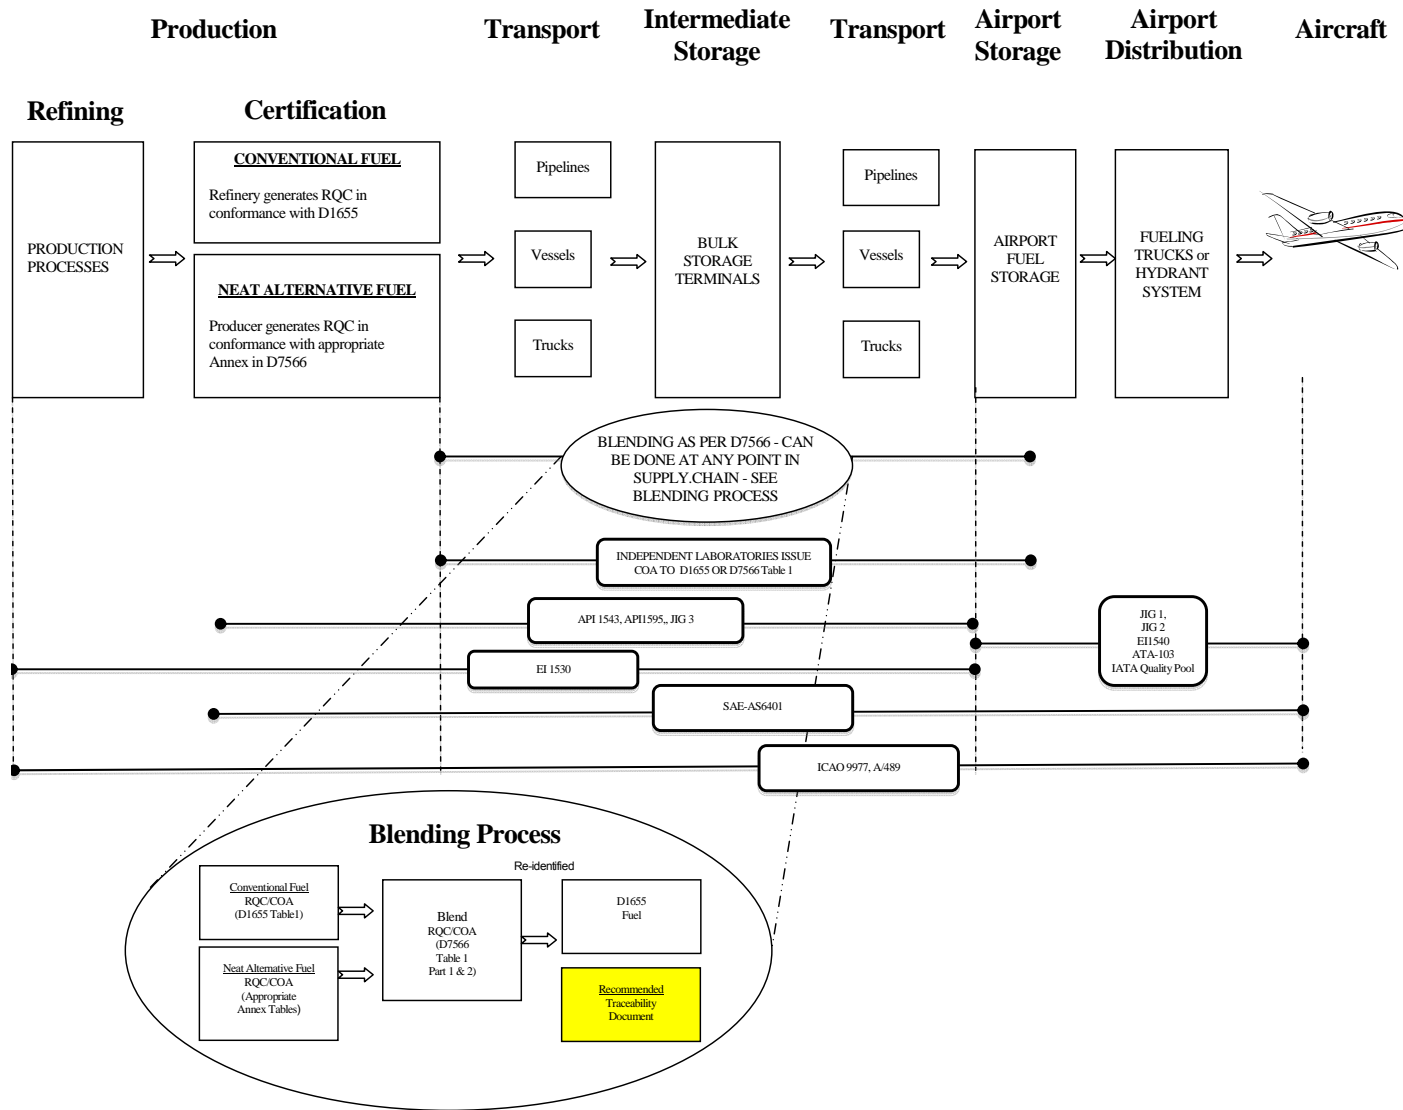 Production
Transport
Intermediate
Storage
Transport
Airport
Storage
Airport
Distribution
Aircraft
Refining
Certification
PRODUCTION
PROCESSES
CONVENTIONAL FUEL
Refinery generates RQC in
conformance with D1655
NEAT ALTERNATIVE FUEL
Producer generates RQC in
conformance with appropriate
Annex in D7566
Pipelines
Vessels
Trucks
BULK
STORAGE
TERMINALS
Pipelines
Vessels
Trucks
AIRPORT
FUEL
STORAGE
FUELING
TRUCKS or
HYDRANT
SYSTEM
BLENDING AS PER D7566 - CAN
BE DONE AT ANY POINT IN
SUPPLY.CHAIN - SEE
BLENDING PROCESS
INDEPENDENT LABORATORIES ISSUE
COA TO D1655 OR D7566 Table 1
API 1543, API1595,, JIG 3
JIG 1,
JIG 2
EI1540
ATA-103
IATA Quality Pool
EI 1530
SAE-AS6401
ICAO 9977, A/489
Blending Process
Re-identified
Conventional Fuel
RQC/COA
(D1655 Table1)
Neat Alternative Fuel
RQC/COA
(Appropriate
Annex Tables)
Blend
RQC/COA
(D7566
Table 1
Part 1 & 2)
D1655
Fuel
Recommended
Traceability
Document